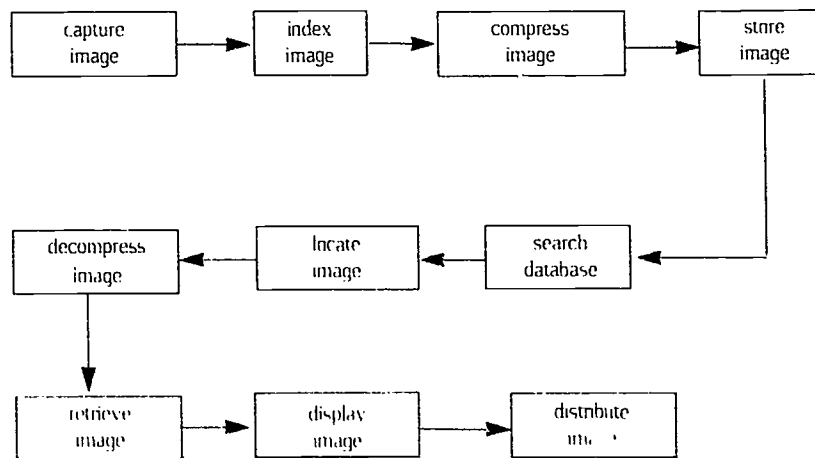 capture
image
index
image
compress
image
store
image
search
database
locate
image
decompress
image
retrieve
image
display
image
distribute
image